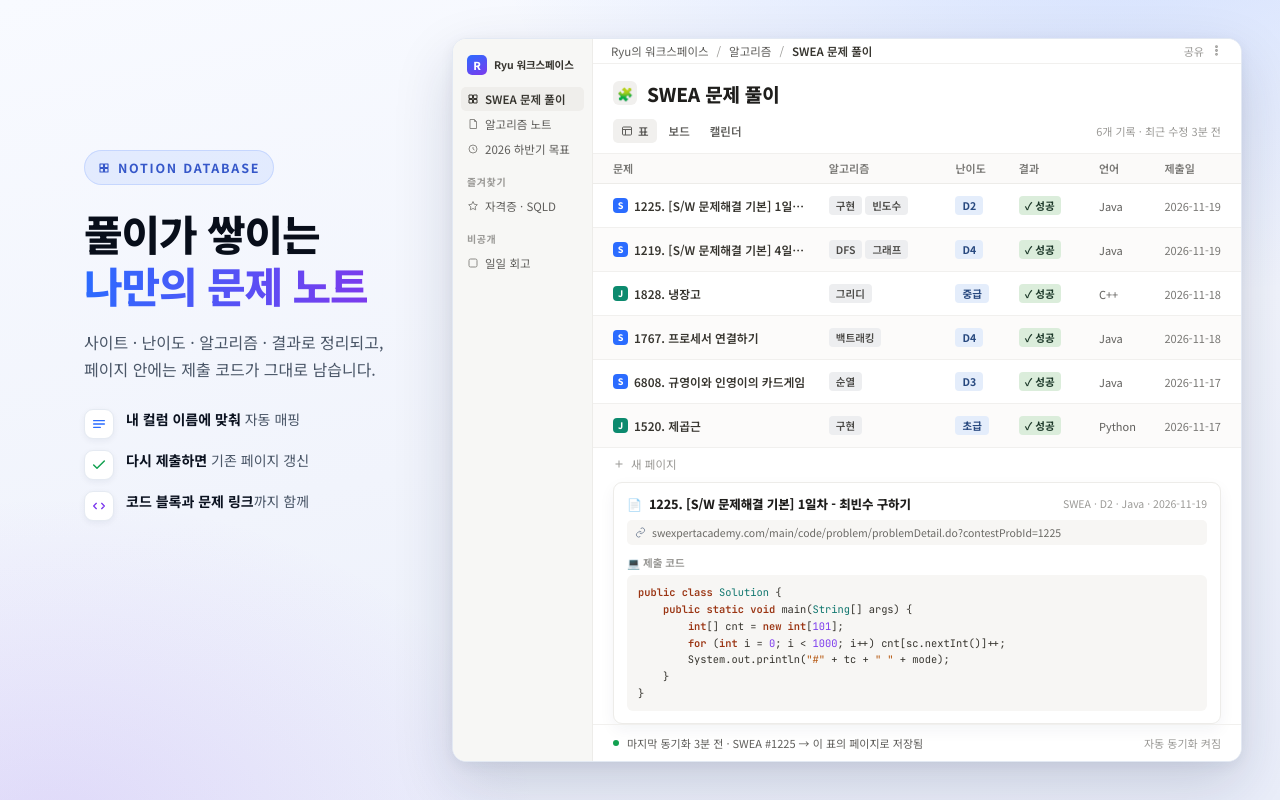 NOTION DATABASE
풀이가 쌓이는
나만의 문제 노트
사이트 · 난이도 · 알고리즘 · 결과로 정리되고,
페이지 안에는 제출 코드가 그대로 남습니다.
내 컬럼 이름에 맞춰 자동 매핑
다시 제출하면 기존 페이지 갱신
코드 블록과 문제 링크까지 함께
R Ryu 워크스페이스
SWEA 문제 풀이
알고리즘 노트
2026 하반기 목표
즐겨찾기
자격증 · SQLD
비공개
일일 회고
Ryu의 워크스페이스 / 알고리즘 / SWEA 문제 풀이 공유
SWEA 문제 풀이
표 보드 캘린더 6개 기록 · 최근 수정 3분 전
문제 알고리즘 난이도 결과 언어 제출일
S 1225. [S/W 문제해결 기본] 1일… 구현 빈도수 D2 ✓ 성공 Java 2026-11-19
S 1219. [S/W 문제해결 기본] 4일… DFS 그래프 D4 ✓ 성공 Java 2026-11-19
J 1828. 냉장고 그리디 중급 ✓ 성공 C++ 2026-11-18
S 1767. 프로세서 연결하기 백트래킹 D4 ✓ 성공 Java 2026-11-18
S 6808. 규영이와 인영이의 카드게임 순열 D3 ✓ 성공 Java 2026-11-17
J 1520. 제곱근 구현 초급 ✓ 성공 Python 2026-11-17
+ 새 페이지
1225. [S/W 문제해결 기본] 1일차 - 최빈수 구하기 SWEA · D2 · Java · 2026-11-19
swexpertacademy.com/main/code/problem/problemDetail.do?contestProbId=1225
제출 코드
public class Solution {
public static void main(String[] args) {
int[] cnt = new int[101];
for (int i = 0; i < 1000; i++) cnt[sc.nextInt()]++;
System.out.println("#" + tc + " " + mode);
}
}
마지막 동기화 3분 전 · SWEA #1225 → 이 표의 페이지로 저장됨 자동 동기화 켜짐